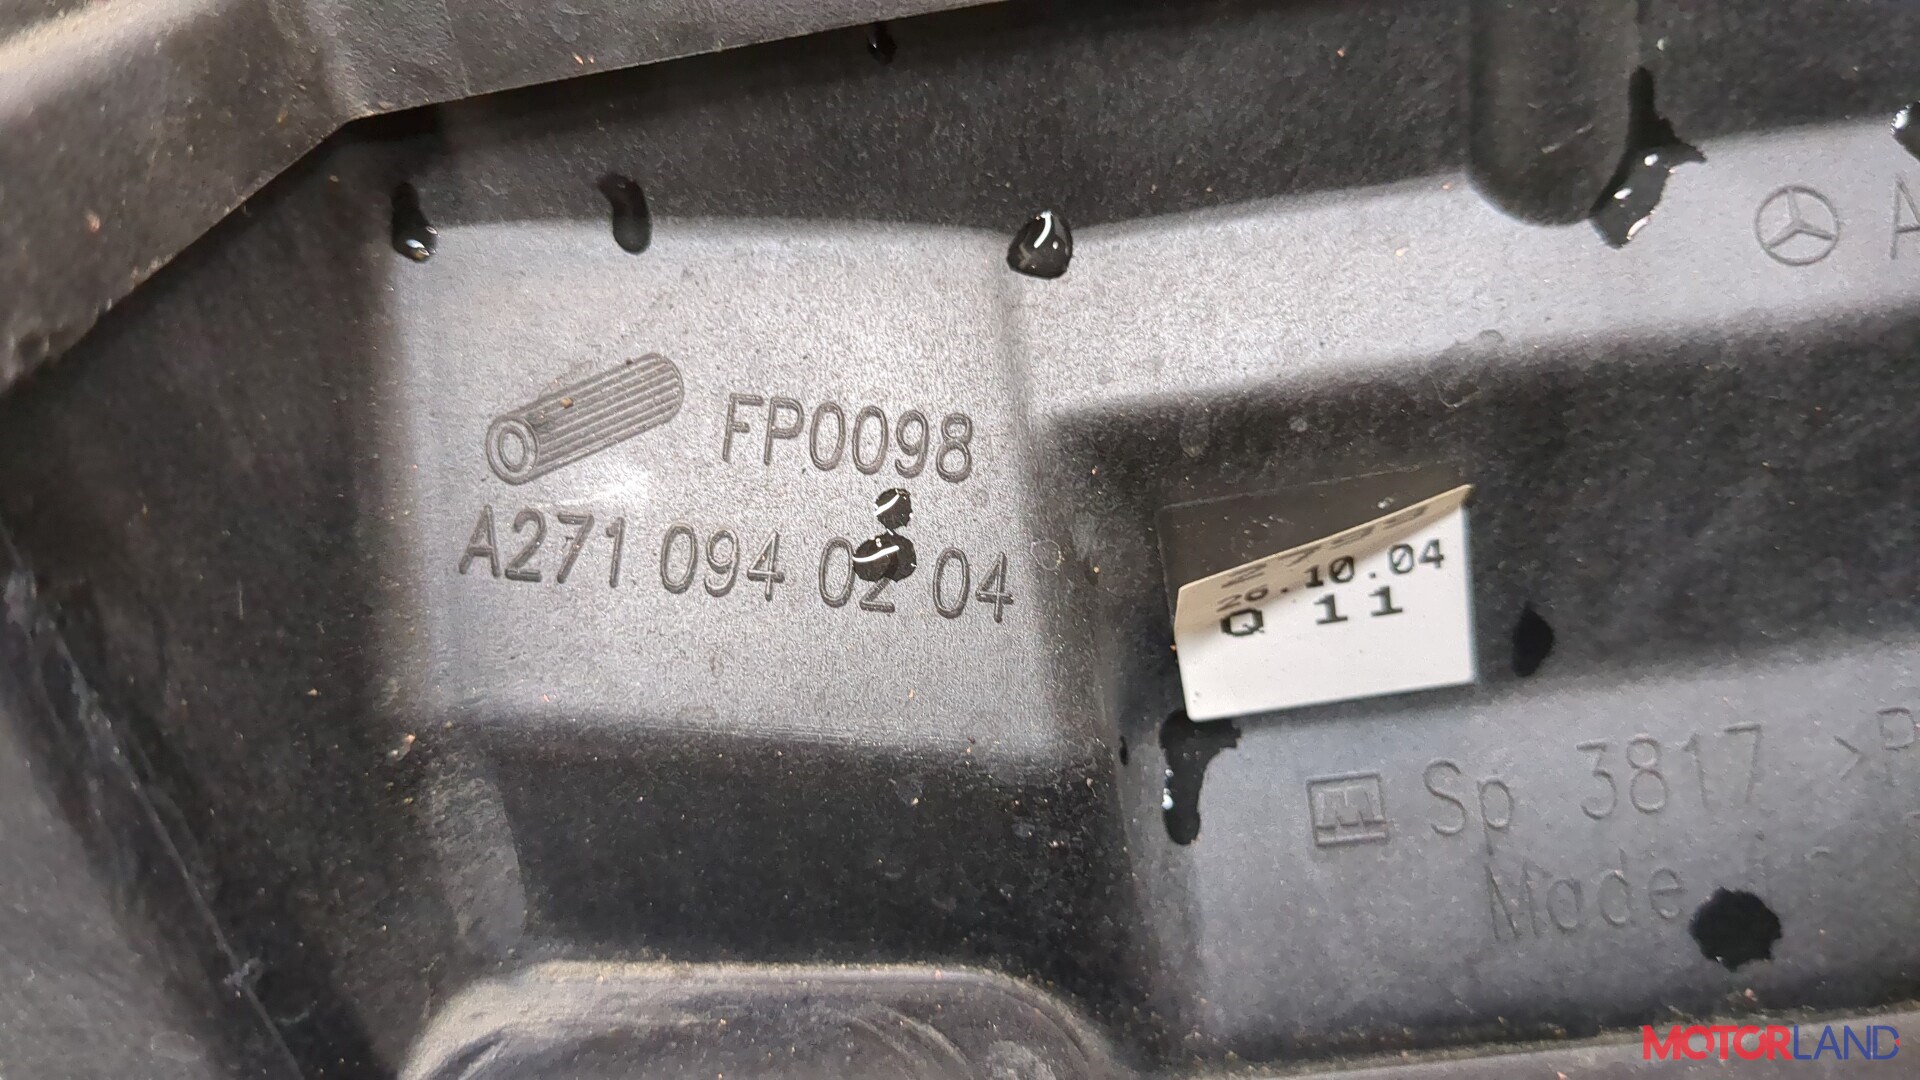 A
FP0098
A271 094 02 04
26.10.04
Q 11
Sp. 3817 >P
Made
MOTORLAND